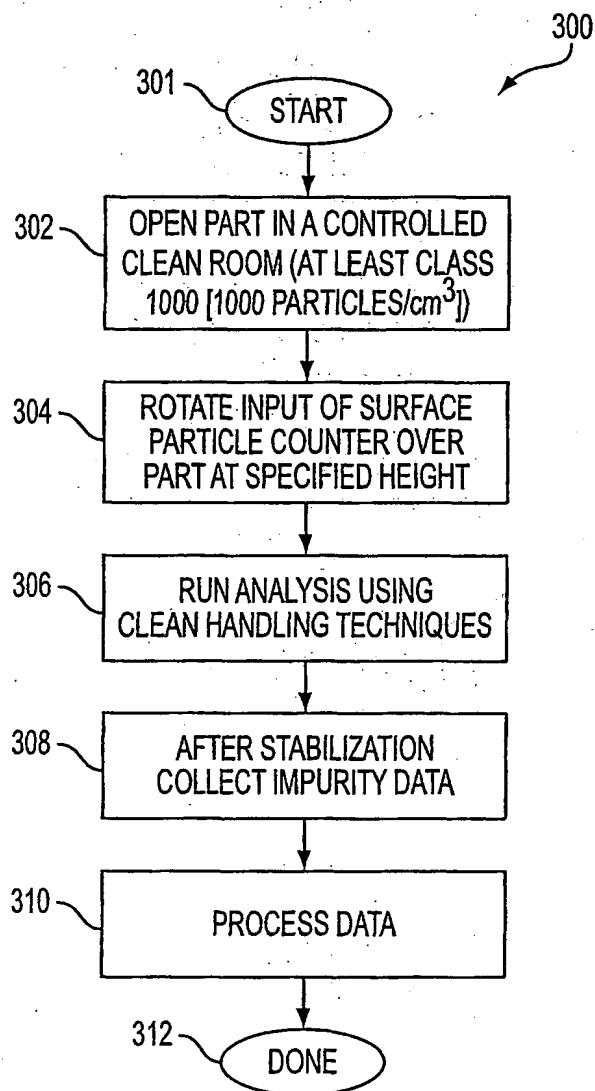 300
301
START
302
OPEN PART IN A CONTROLLED
CLEAN ROOM (AT LEAST CLASS
1000 [1000 PARTICLES/cm³])
304
ROTATE INPUT OF SURFACE
PARTICLE COUNTER OVER
PART AT SPECIFIED HEIGHT
306
RUN ANALYSIS USING
CLEAN HANDLING TECHNIQUES
308
AFTER STABILIZATION
COLLECT IMPURITY DATA
310
PROCESS DATA
312
DONE